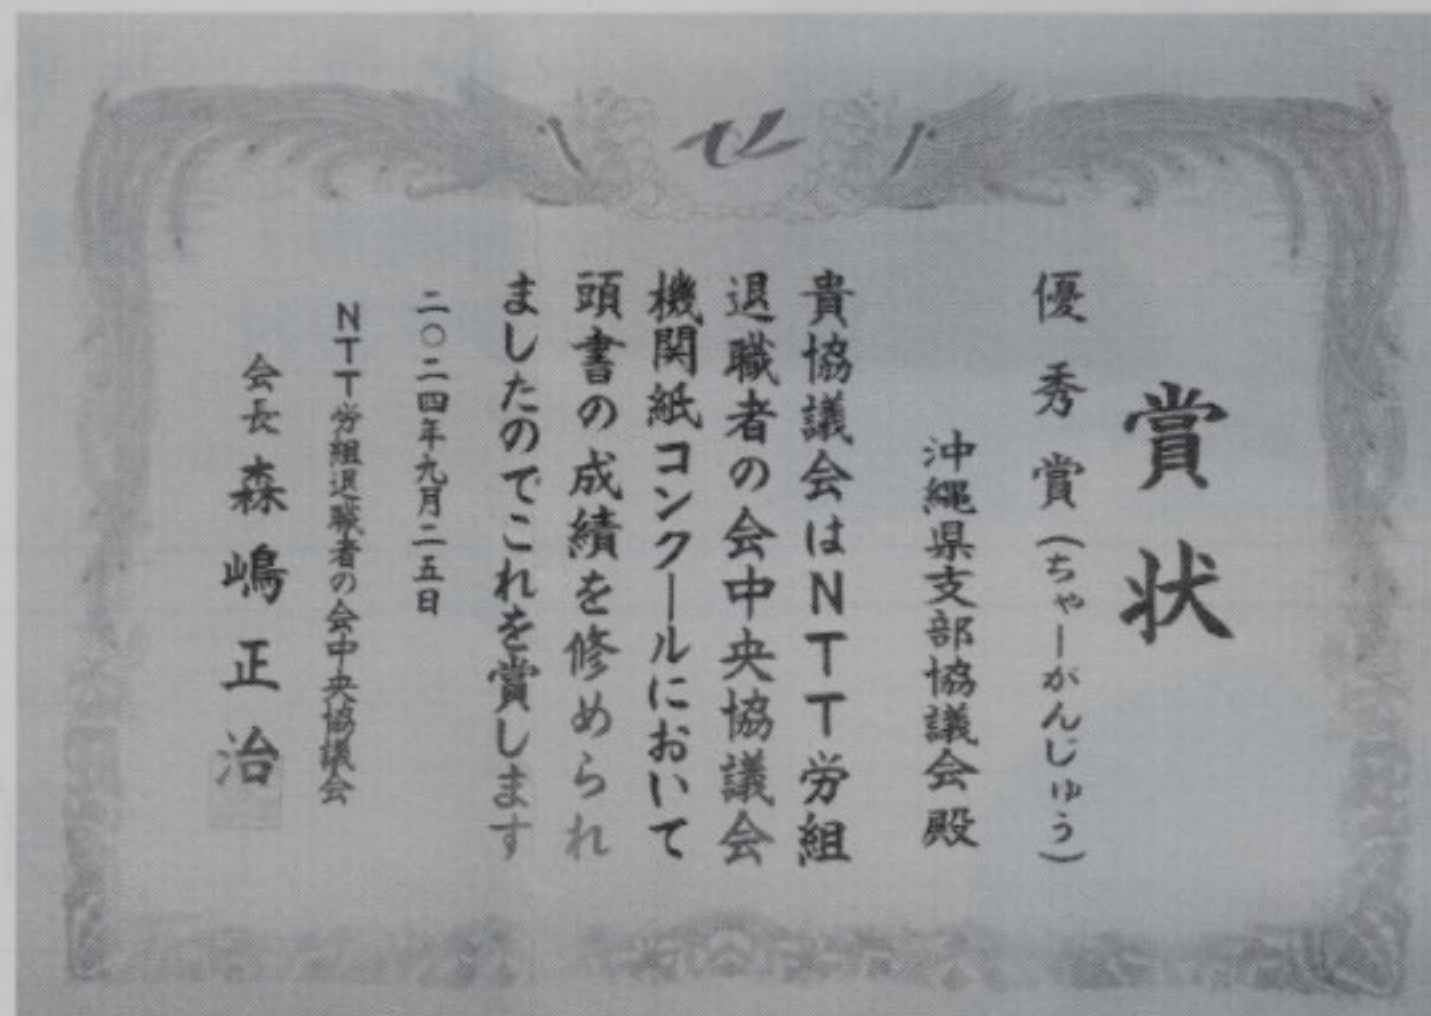 賞状
優秀賞(ちゃーがんじゅう)
沖縄県支部協議会殿
貴協議会はNTT労組
退職者の会中央協議会
機関紙コンクールにおいて
頭書の成績を修められ
ましたのでこれを賞します
二〇二四年九月二五日
NTT労組退職者の会中央協議会
会長 森嶋正治